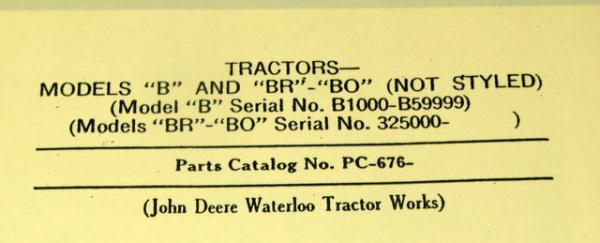 TRACTORS—
MODELS "B" AND "BR"-"BO" (NOT STYLED)
(Model "B" Serial No. B1000-B59999)
(Models "BR"-"BO" Serial No. 325000- )
Parts Catalog No. PC-676-
(John Deere Waterloo Tractor Works)